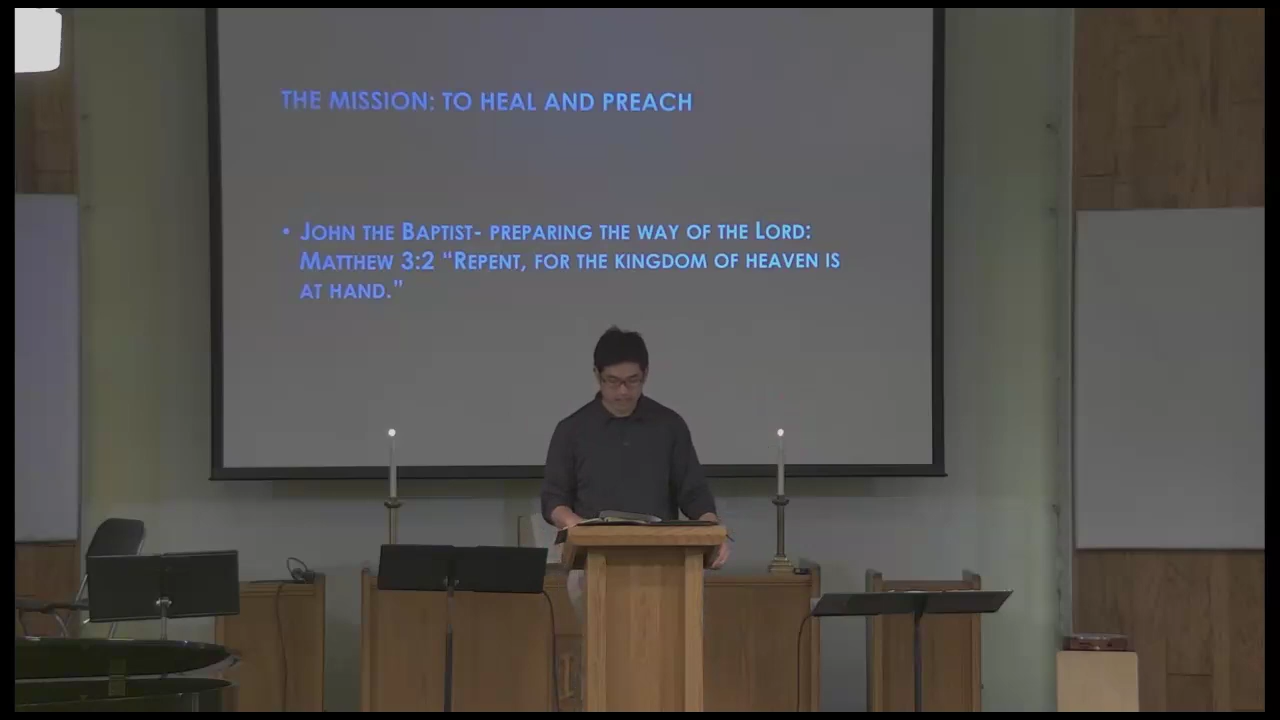 THE MISSION: TO HEAL AND PREACH
• JOHN THE BAPTIST- PREPARING THE WAY OF THE LORD:
MATTHEW 3:2 “REPENT, FOR THE KINGDOM OF HEAVEN IS
AT HAND.”